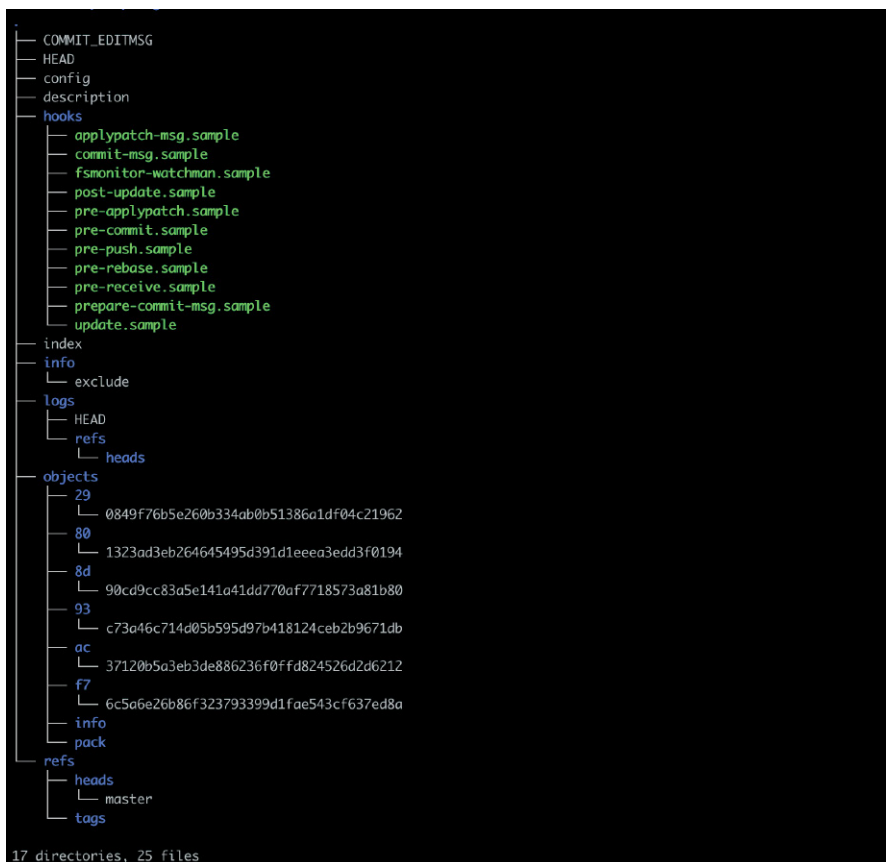 .
├── COMMIT_EDITMSG
├── HEAD
├── config
├── description
├── hooks
│   ├── applypatch-msg.sample
│   ├── commit-msg.sample
│   ├── fsmonitor-watchman.sample
│   ├── post-update.sample
│   ├── pre-applypatch.sample
│   ├── pre-commit.sample
│   ├── pre-push.sample
│   ├── pre-rebase.sample
│   ├── pre-receive.sample
│   ├── prepare-commit-msg.sample
│   └── update.sample
├── index
├── info
│   └── exclude
├── logs
│   ├── HEAD
│   └── refs
│       └── heads
├── objects
│   ├── 29
│   │   └── 0849f76b5e260b334ab0b51386a1df04c21962
│   ├── 80
│   │   └── 1323ad3eb264645495d391d1eeea3edd3f0194
│   ├── 8d
│   │   └── 90cd9cc83a5e141a41dd770af7718573a81b80
│   ├── 93
│   │   └── c73a46c714d05b595d97b418124ceb2b9671db
│   ├── ac
│   │   └── 37120b5a3eb3de886236f0ffd824526d2d6212
│   ├── f7
│   │   └── 6c5a6e26b86f323793399d1fae543cf637ed8a
│   ├── info
│   └── pack
└── refs
    ├── heads
    │   └── master
    └── tags
17 directories, 25 files